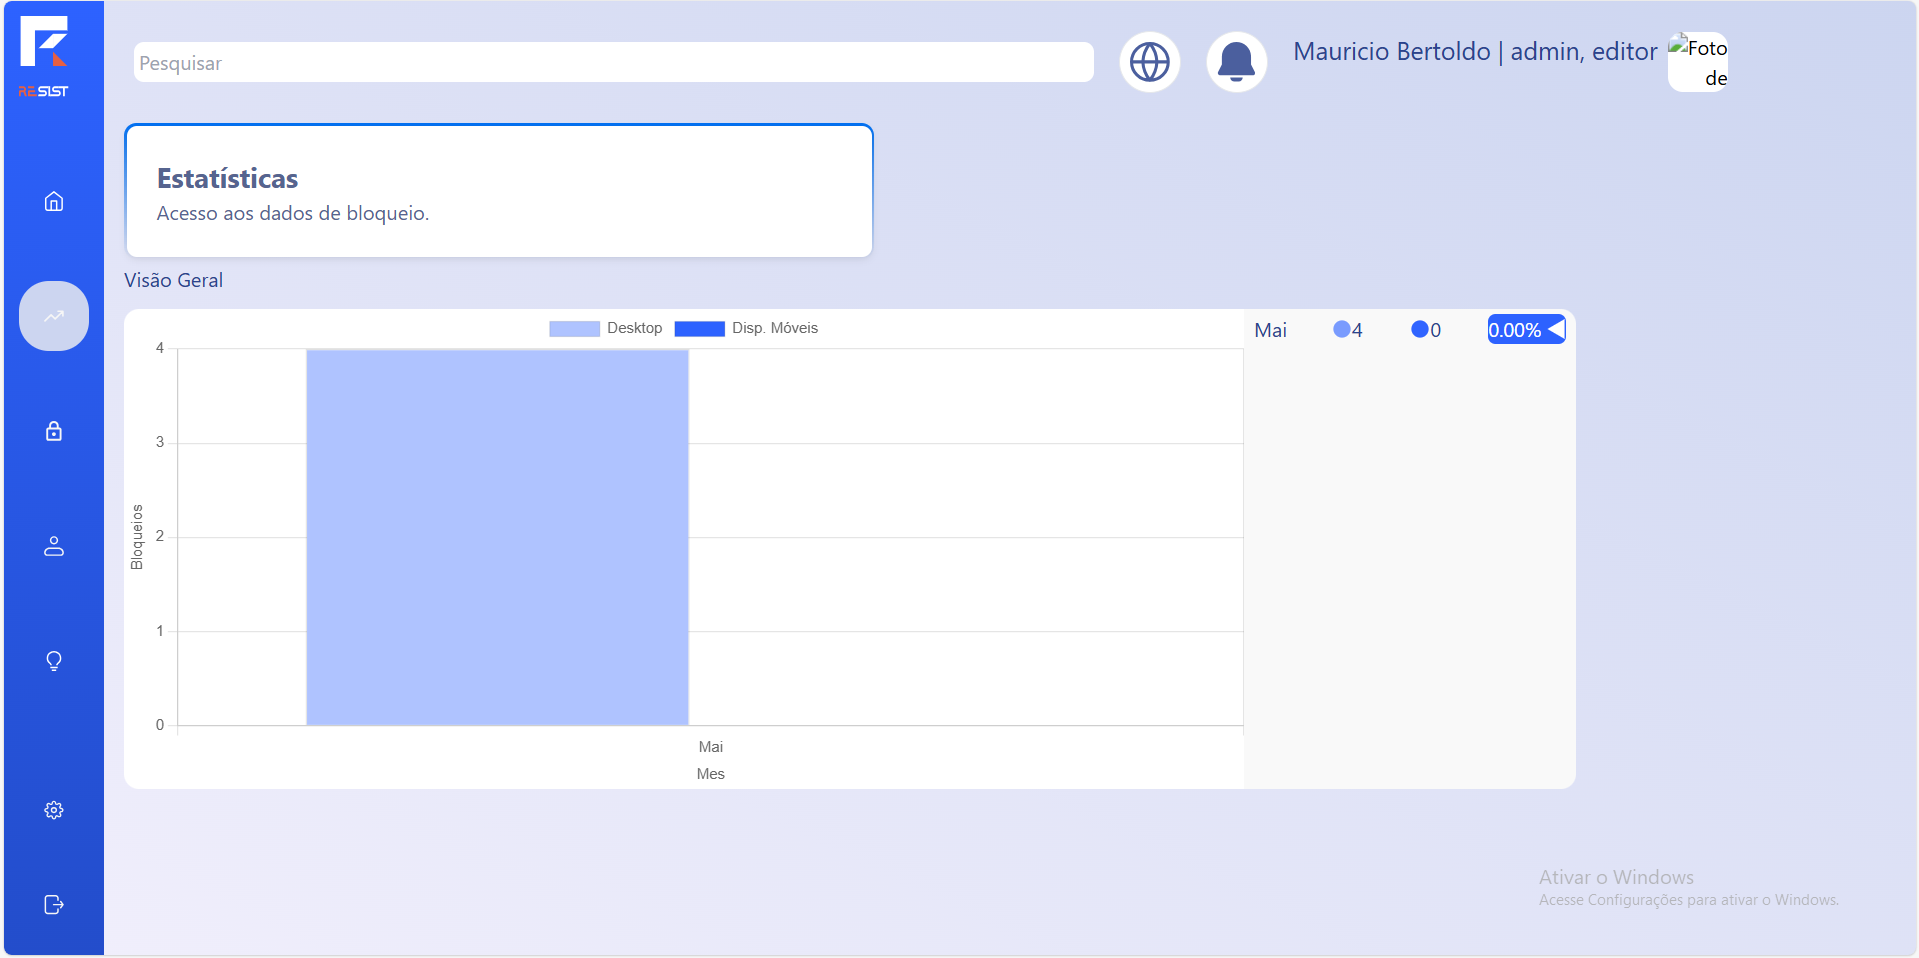 RESIST
Pesquisar
Mauricio Bertoldo | admin, editor
Foto
de
Estatísticas
Acesso aos dados de bloqueio.
Visão Geral
Desktop
Disp. Móveis
Mai
4
0
0.00%
4
3
2
1
0
Bloqueios
Mai
Mes
Ativar o Windows
Acesse Configurações para ativar o Windows.